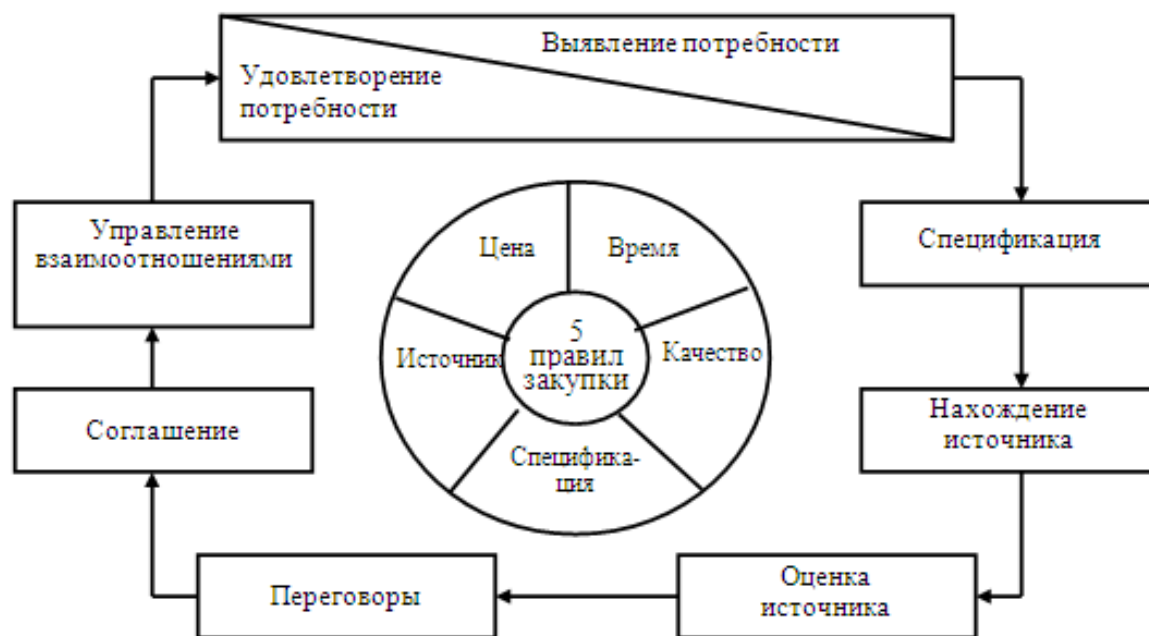 Выявление потребности
Удовлетворение
потребности
Управление
взаимоотношениями
Цена
Время
Спецификация
5
правил
закупки
Источник
Качество
Соглашение
Нахождение
источника
Специфика-
ция
Переговоры
Оценка
источника